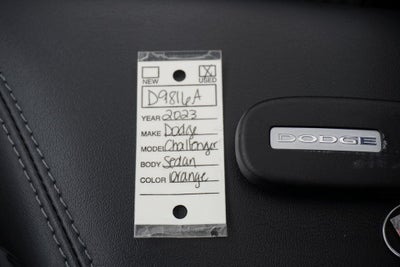 NEW USED
D9816A
YEAR 2023
MAKE Dodge
MODEL Challenger
BODY Sedan
COLOR Orange
DODGE